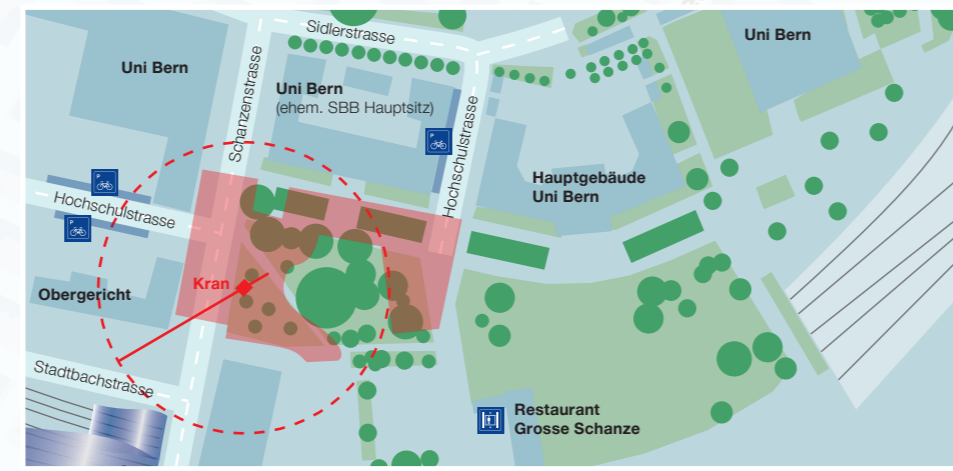 Sidlerstrasse
Uni Bern
Uni Bern
Uni Bern
(ehem. SBB Hauptsitz)
Schanzenstrasse
Hochschulstrasse
P
P
P
Hochschulstrasse
Hauptgebäude
Uni Bern
Kran
Obergericht
Stadtbachstrasse
Restaurant
Grosse Schanze